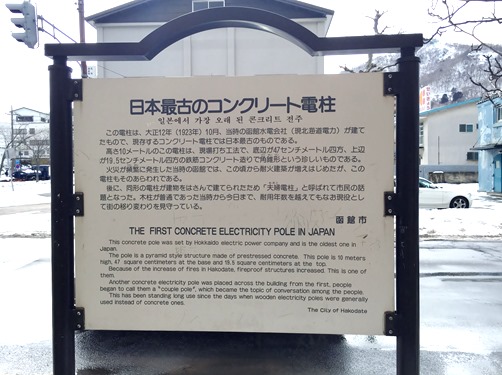 日本最古のコンクリート電柱
일본에서 가장 오래 된 콘크리트 전주
この電柱は、大正12年（1923年）10月、当時の函館水電会社（現北海道電力）が建て
たもので、現存するコンクリート電柱では日本最古のものである。
高さ10メートルのこの電柱は、現場打ち工法で、底辺が47センチメートル四方、上辺
が19.5センチメートル四方の鉄筋コンクリート造りで角錐形という珍しいものである。
火災が頻繁に発生した当時の函館では、この頃から耐火建築が増えはじめたが、この
電柱もそのあらわれである。
後に、同形の電柱が建物をはさんで建てられたため「夫婦電柱」と呼ばれて市民の話
題となった。木柱が普通であった当時から今日まで、耐用年数を越えてもなお現役とし
て街の移り変わりを見守っている。
函館市
THE FIRST CONCRETE ELECTRICITY POLE IN JAPAN
This concrete pole was set by Hokkaido electric power company and is the oldest one in
Japan.
The pole is a pyramid style structure made of prestressed concrete. This pole is 10 meters
high, 47 square centimeters at the base and 19.5 square centimeters at the top.
Because of the increase of fires in Hakodate, fireproof structures increased. This is one of
them.
Another concrete electricity pole was placed across the building from the first, people
began to call them a "couple pole", which became the topic of conversation among the people.
This has been standing long use since the days when wooden electricity poles were generally
used instead of concrete ones.
The City of Hakodate